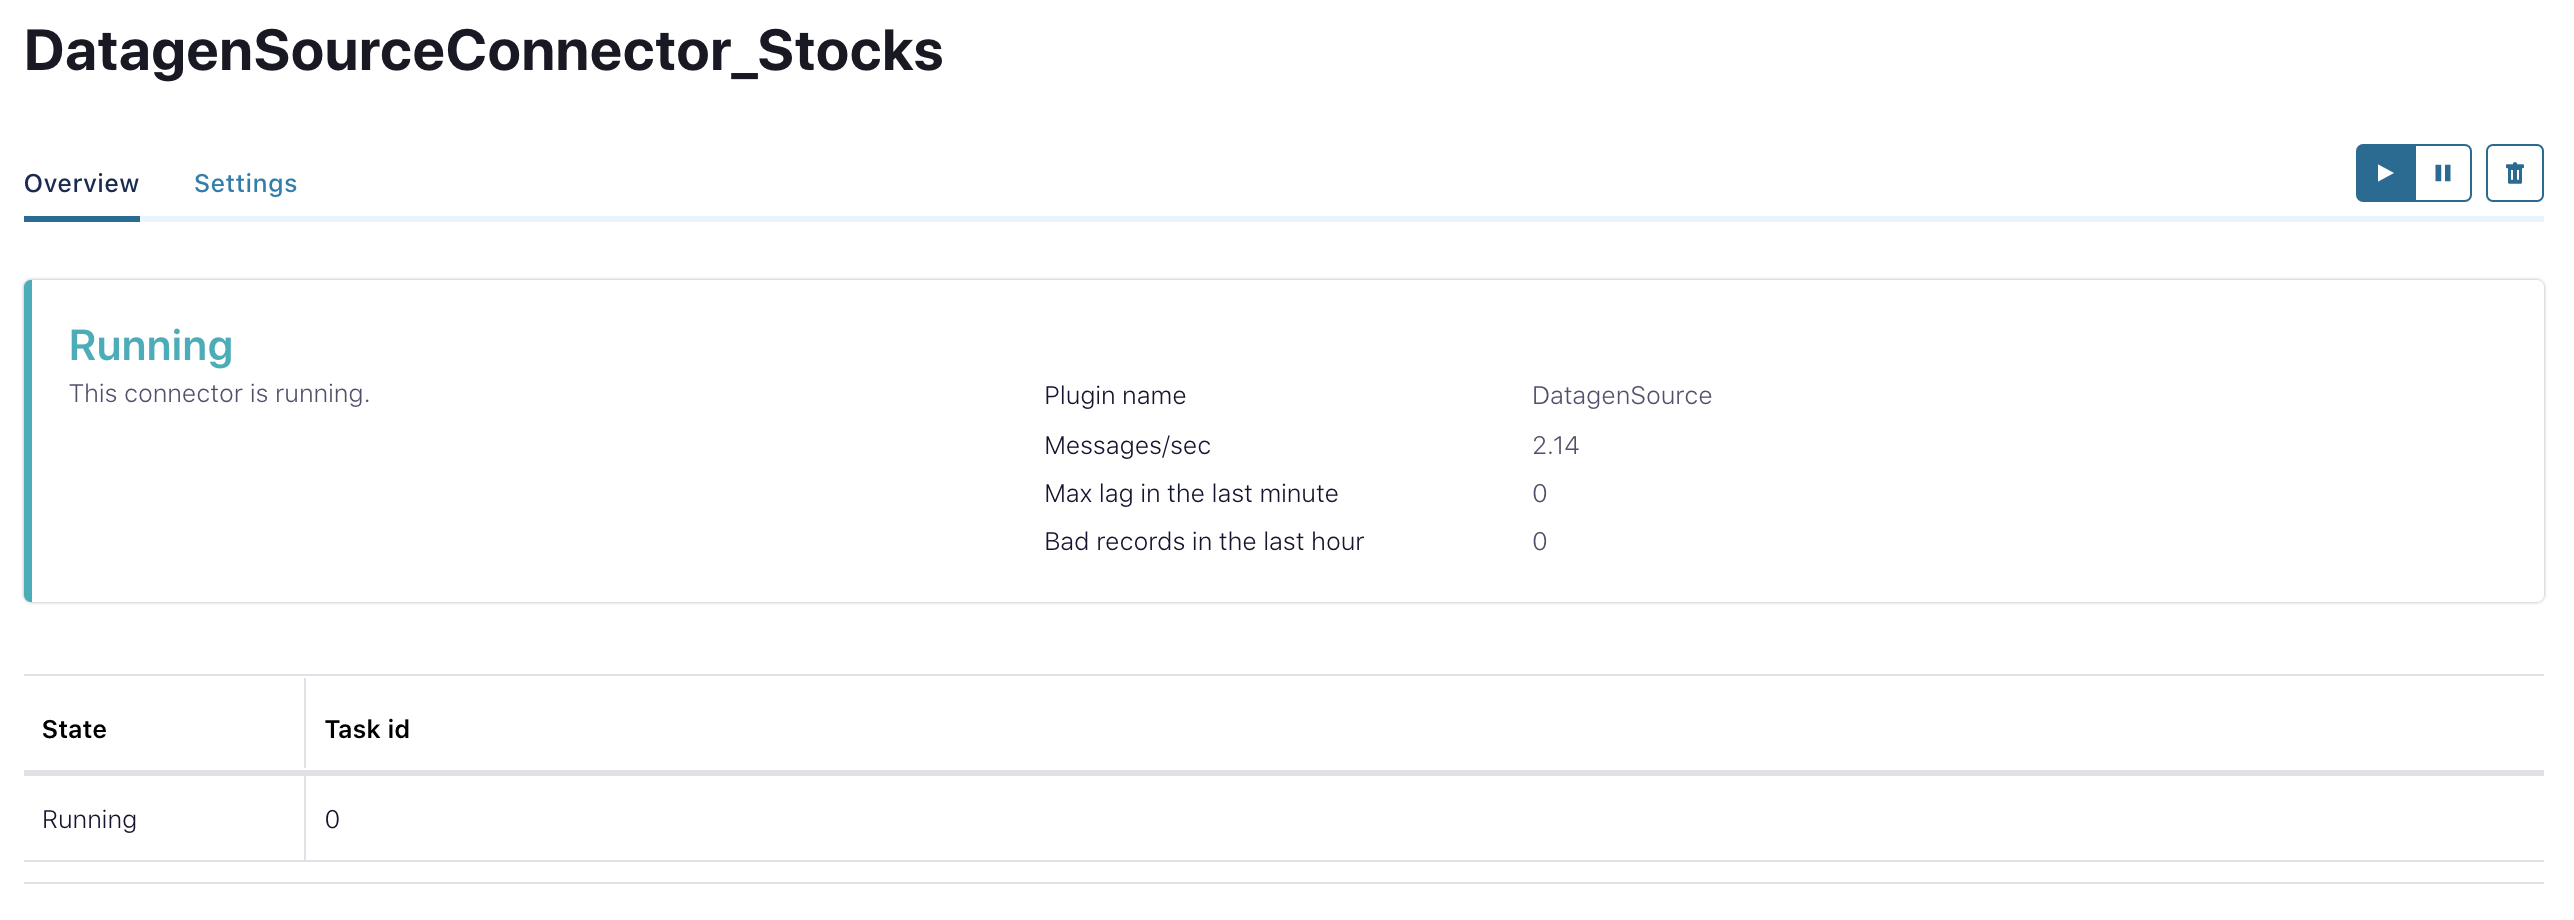 DatagenSourceConnector_Stocks
Overview Settings
Running
This connector is running.
Plugin name DatagenSource
Messages/sec 2.14
Max lag in the last minute 0
Bad records in the last hour 0
State Task id
Running 0